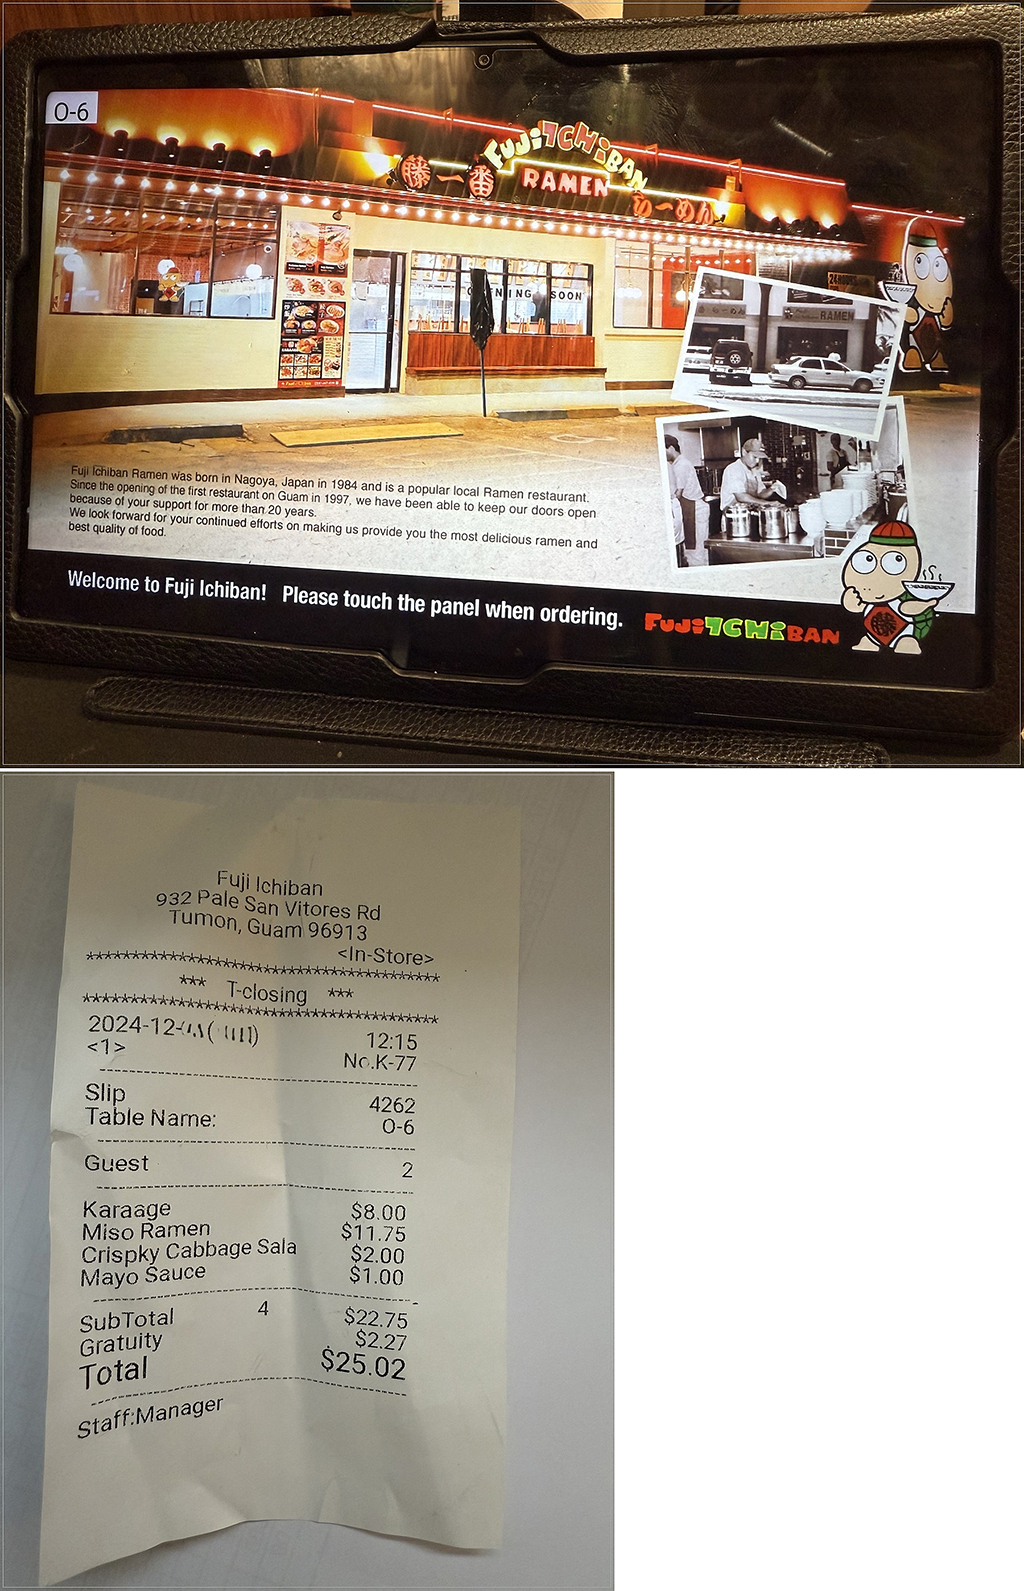 O-6
FUJI ICHIBAN
藤一番
RAMEN
らーめん
OPENING SOON
24HOURS
RAMEN
Fuji Ichiban Ramen was born in Nagoya, Japan in 1984 and is a popular local Ramen restaurant.
Since the opening of the first restaurant on Guam in 1997, we have been able to keep our doors open
because of your support for more than 20 years.
We look forward for your continued efforts on making us provide you the most delicious ramen and
best quality of food.
藤
Welcome to Fuji Ichiban! Please touch the panel when ordering.
FUJI ICHIBAN
Fuji Ichiban
932 Pale San Vitores Rd
Tumon, Guam 96913
<In-Store>
************************************
*** T-closing ***
************************************
2024-12-
12:15
<1>
No.K-77
Slip 4262
Table Name: O-6
Guest 2
Karaage $8.00
Miso Ramen $11.75
Crispky Cabbage Sala $2.00
Mayo Sauce $1.00
SubTotal 4 $22.75
Gratuity $2.27
Total $25.02
Staff:Manager